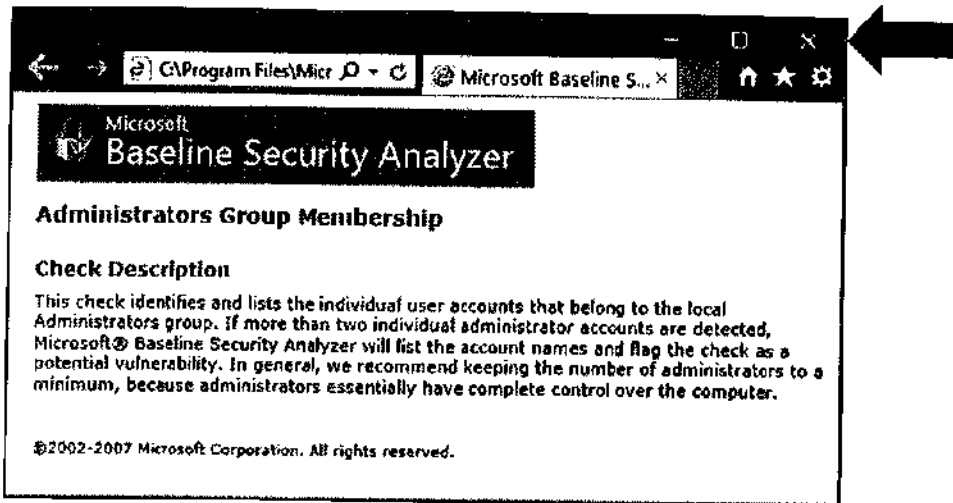 C:\Program Files\Micr
Microsoft Baseline S...
Microsoft
Baseline Security Analyzer
Administrators Group Membership
Check Description
This check identifies and lists the individual user accounts that belong to the local
Administrators group. If more than two individual administrator accounts are detected,
Microsoft® Baseline Security Analyzer will list the account names and flag the check as a
potential vulnerability. In general, we recommend keeping the number of administrators to a
minimum, because administrators essentially have complete control over the computer.
©2002-2007 Microsoft Corporation. All rights reserved.